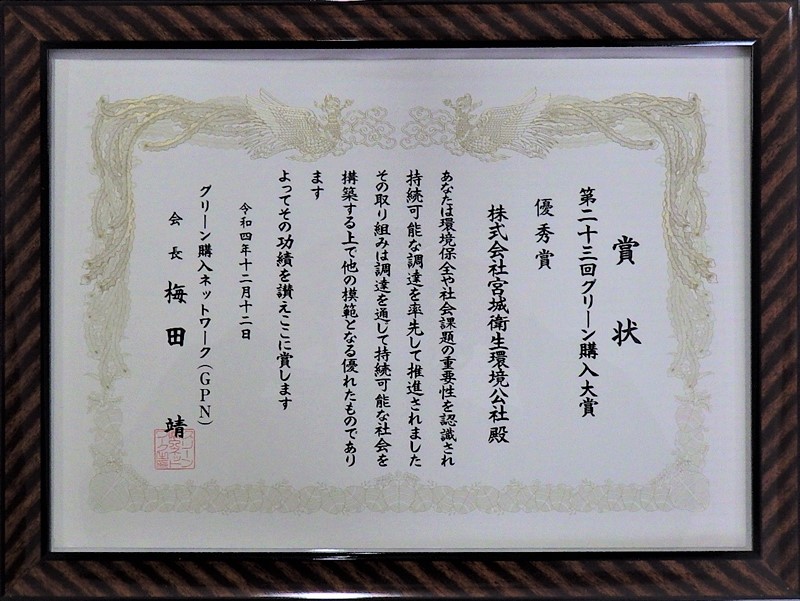 賞状
第二十三回グリーン購入大賞
優秀賞
株式会社宮城衛生環境公社 殿
あなたは環境保全や社会課題の重要性を認識され
持続可能な調達を率先して推進されました
その取り組みは調達を通して持続可能な社会を
構築する上で他の模範となる優れたものであり
ます
よってその功績を讃えここに賞します
令和四年十二月十二日
グリーン購入ネットワーク(GPN)
会長 梅田 靖